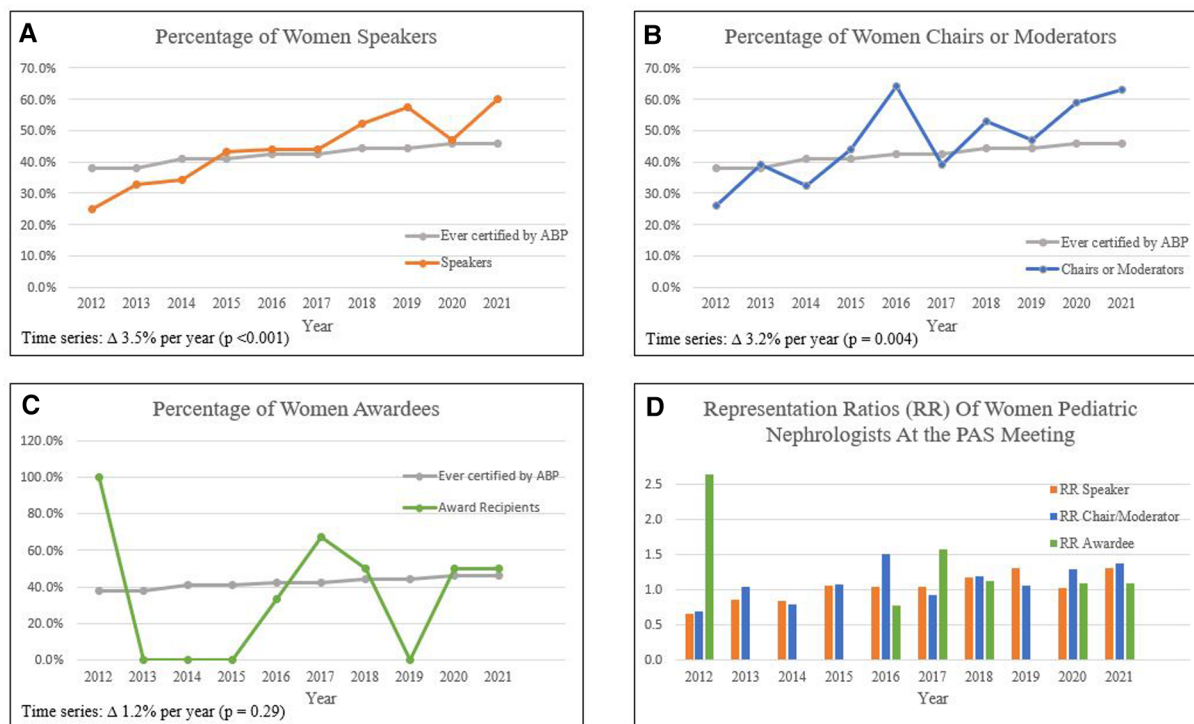 A
Percentage of Women Speakers
70.0%
60.0%
50.0%
40.0%
30.0%
20.0%
10.0%
0.0%
Ever certified by ABP
Speakers
2012 2013 2014 2015 2016 2017 2018 2019 2020 2021
Year
Time series: Δ 3.5% per year (p <0.001)
B
Percentage of Women Chairs or Moderators
70.0%
60.0%
50.0%
40.0%
30.0%
20.0%
10.0%
0.0%
Ever certified by ABP
Chairs or Moderators
2012 2013 2014 2015 2016 2017 2018 2019 2020 2021
Year
Time series: Δ 3.2% per year (p = 0.004)
C
Percentage of Women Awardees
120.0%
100.0%
80.0%
60.0%
40.0%
20.0%
0.0%
Ever certified by ABP
Award Recipients
2012 2013 2014 2015 2016 2017 2018 2019 2020 2021
Year
Time series: Δ 1.2% per year (p = 0.29)
D
Representation Ratios (RR) Of Women Pediatric
Nephrologists At the PAS Meeting
2.5
2.0
1.5
1.0
0.5
0.0
RR Speaker
RR Chair/Moderator
RR Awardee
2012 2013 2014 2015 2016 2017 2018 2019 2020 2021
Year